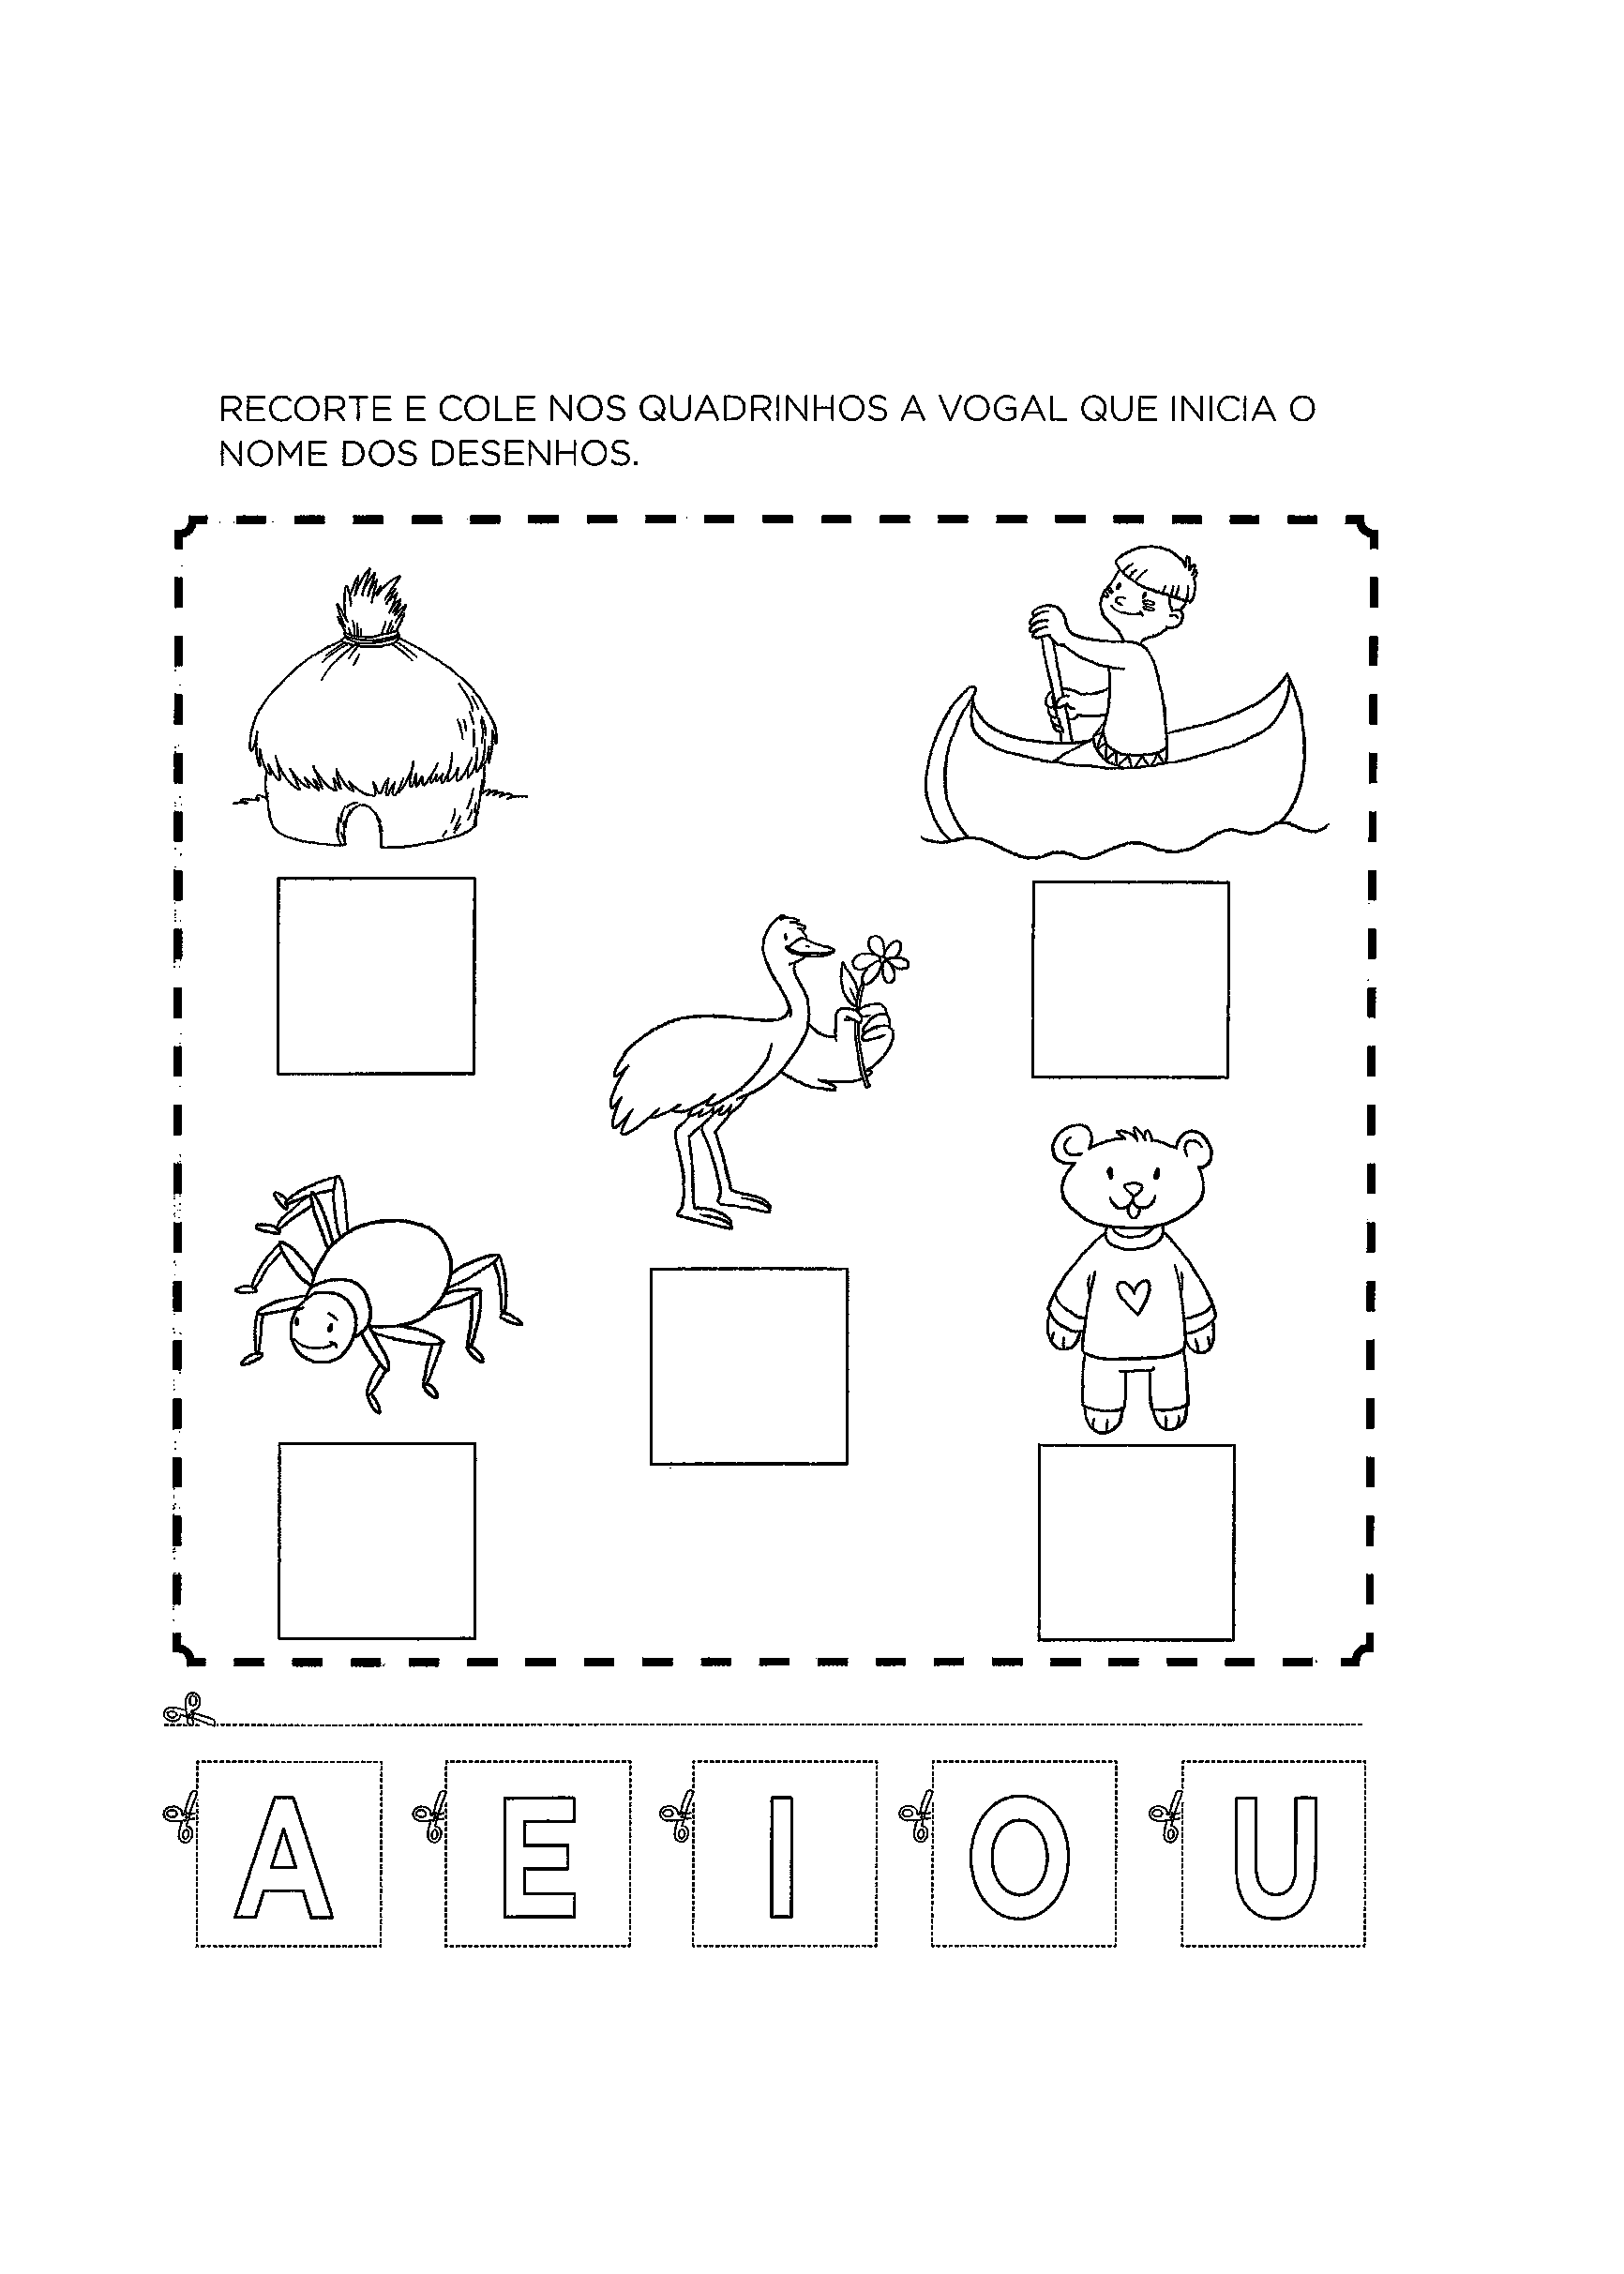 RECORTE E COLE NOS QUADRINHOS A VOGAL QUE INICIA O
NOME DOS DESENHOS.
A E I O U